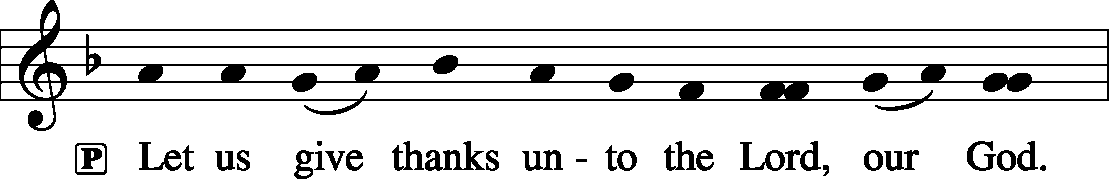 P Let us give thanks un - to the Lord, our God.